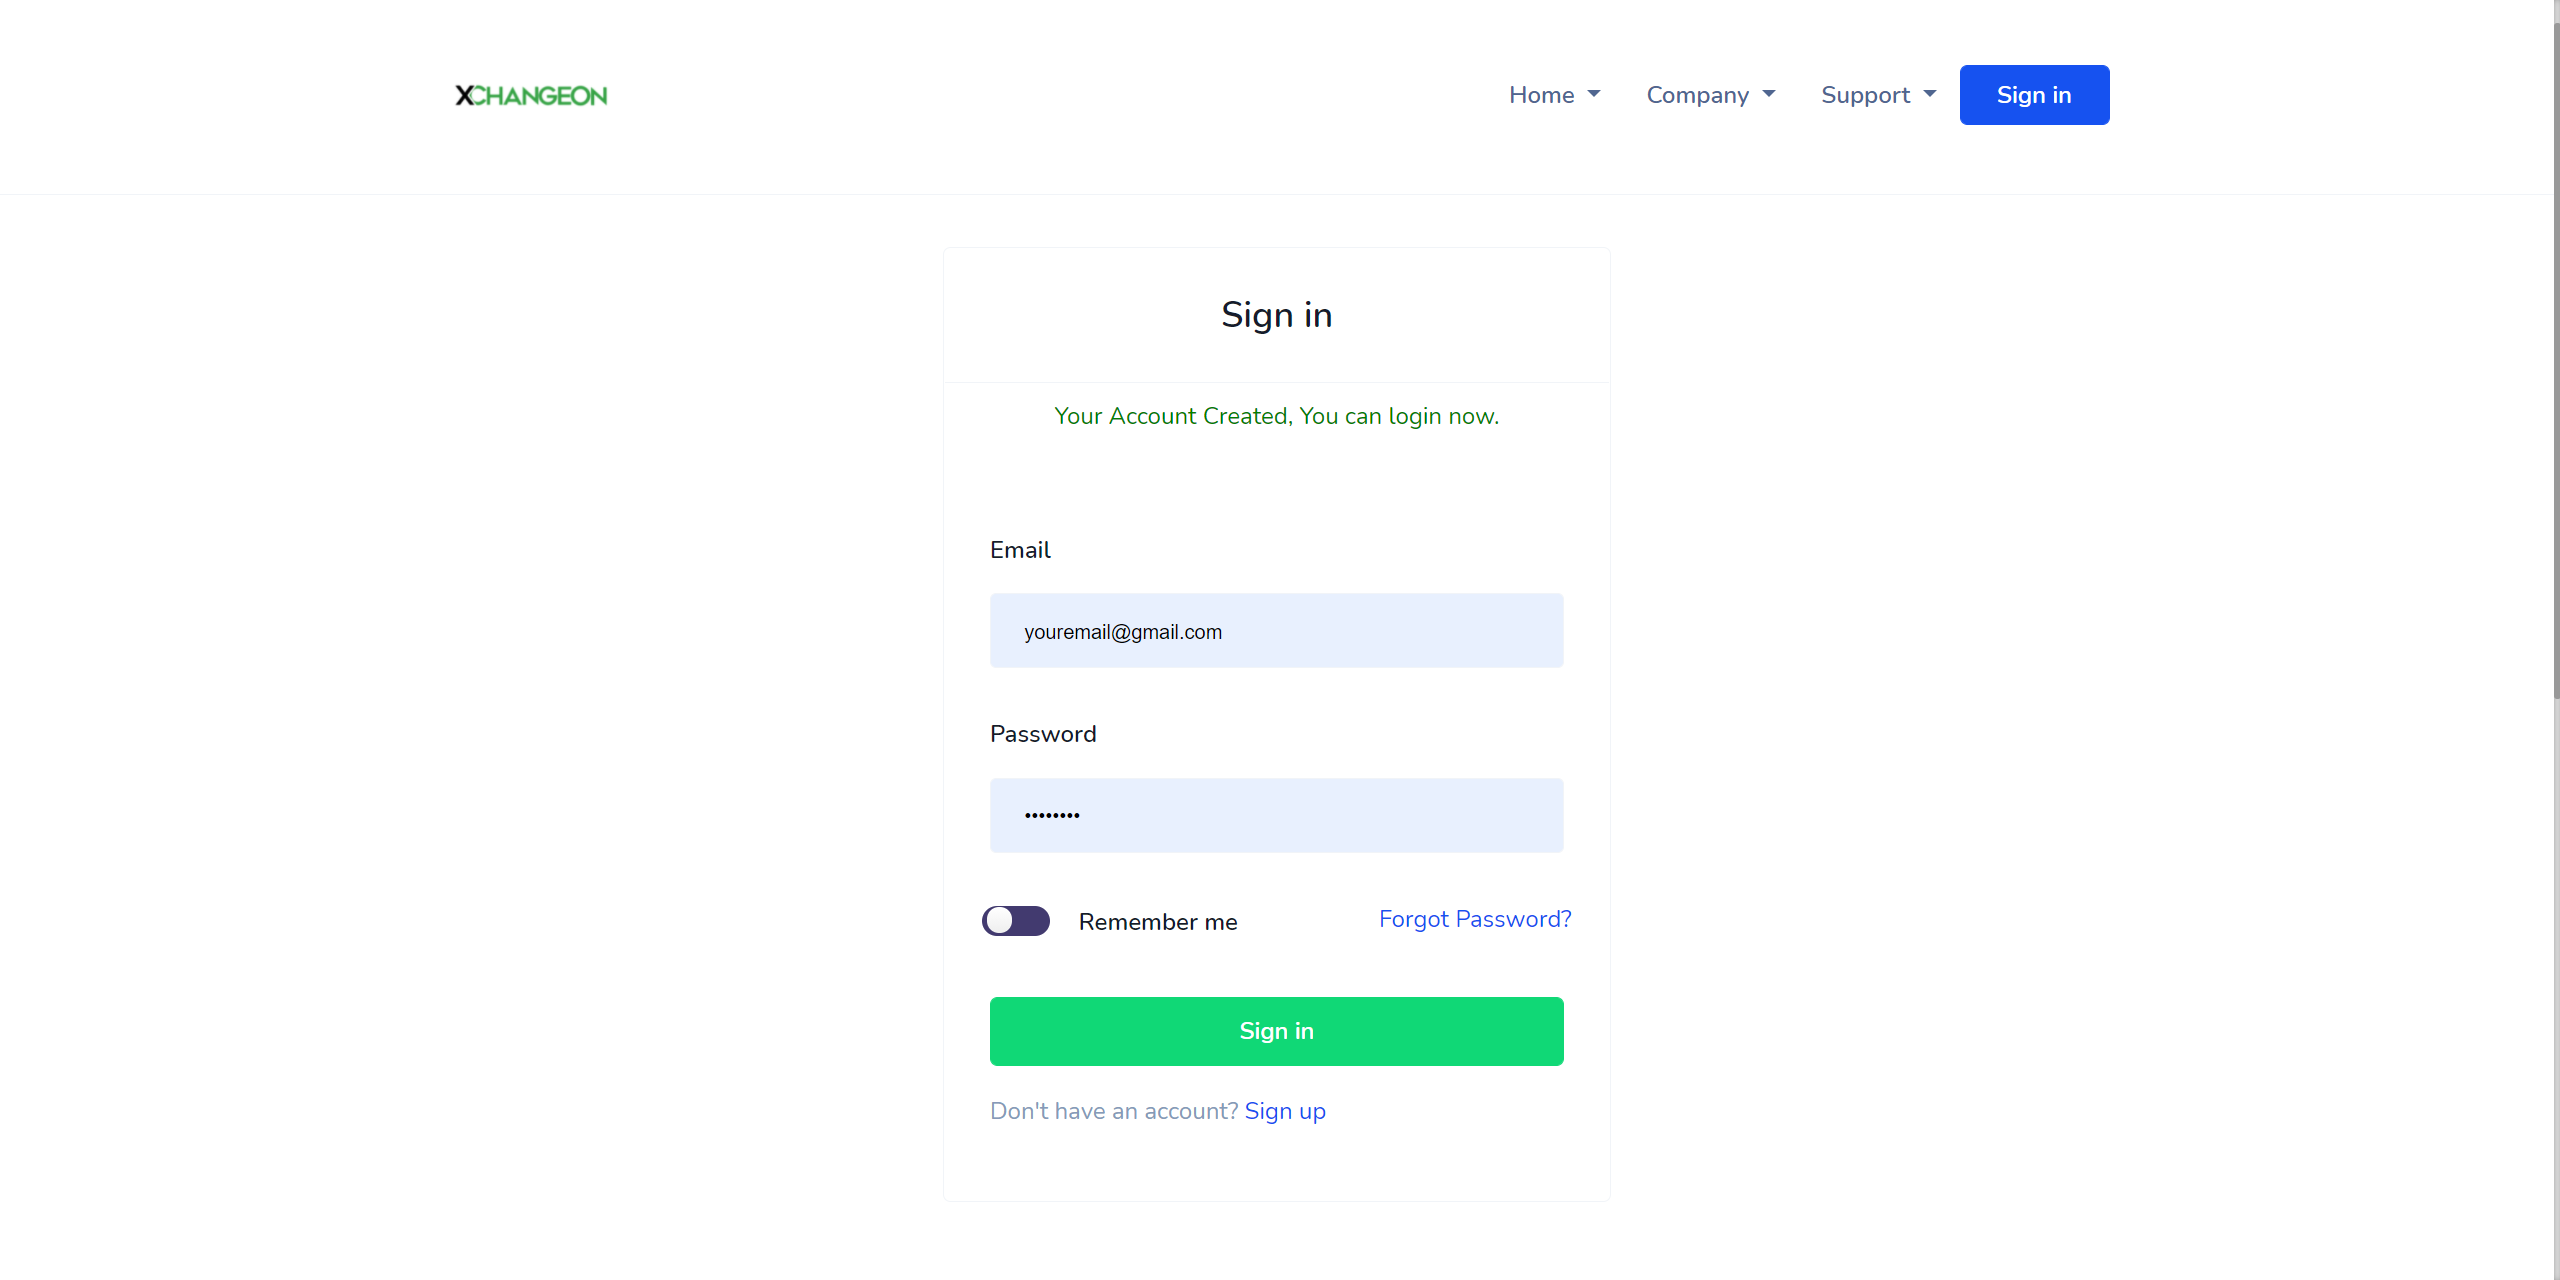 XCHANGEON
Home Company Support Sign in
Sign in
Your Account Created, You can login now.
Email
youremail@gmail.com
Password
••••••••
Remember me Forgot Password?
Sign in
Don't have an account? Sign up